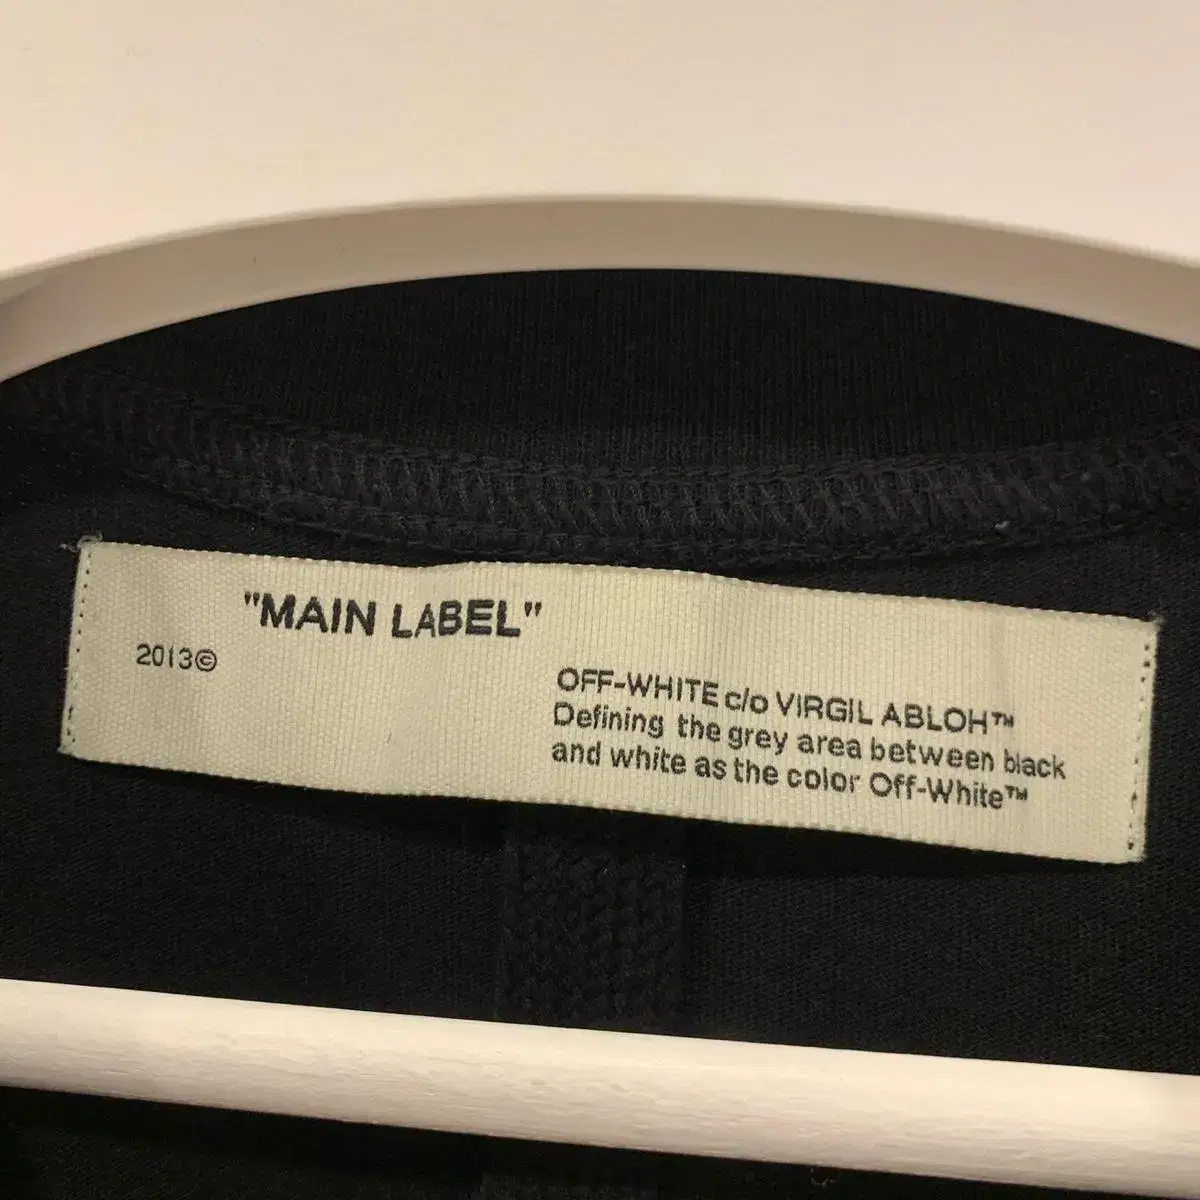 "MAIN LABEL"
2013©
OFF-WHITE c/o VIRGIL ABLOH™
Defining the grey area between black
and white as the color Off-White™